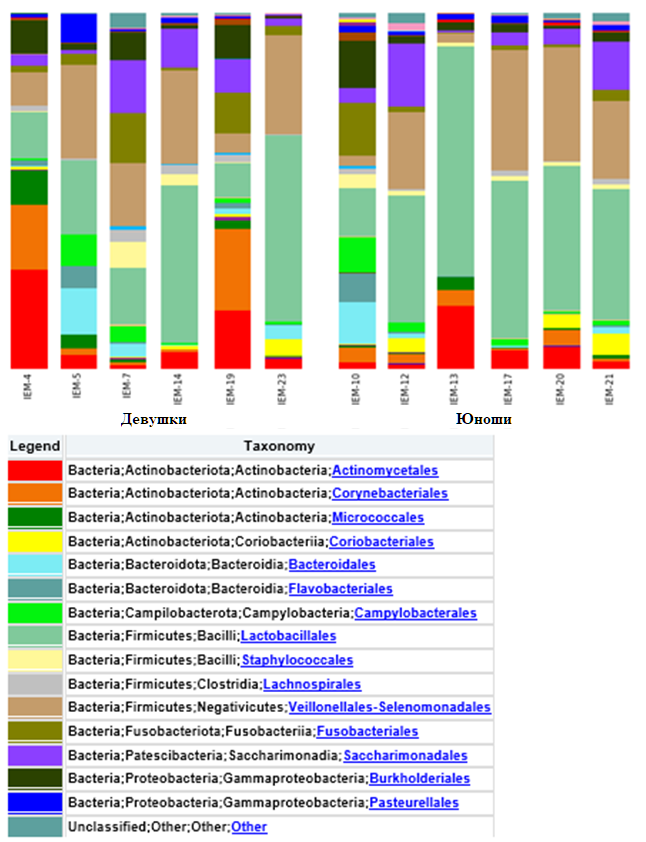 IEM-4 IEM-5 IEM-7 IEM-14 IEM-19 IEM-23 IEM-10 IEM-12 IEM-13 IEM-17 IEM-20 IEM-21
Девушки Юноши
Legend Taxonomy
Bacteria;Actinobacteriota;Actinobacteria;Actinomycetales
Bacteria;Actinobacteriota;Actinobacteria;Corynebacteriales
Bacteria;Actinobacteriota;Actinobacteria;Micrococcales
Bacteria;Actinobacteriota;Coriobacteriia;Coriobacteriales
Bacteria;Bacteroidota;Bacteroidia;Bacteroidales
Bacteria;Bacteroidota;Bacteroidia;Flavobacteriales
Bacteria;Campilobacterota;Campylobacteria;Campylobacterales
Bacteria;Firmicutes;Bacilli;Lactobacillales
Bacteria;Firmicutes;Bacilli;Staphylococcales
Bacteria;Firmicutes;Clostridia;Lachnospirales
Bacteria;Firmicutes;Negativicutes;Veillonellales-Selenomonadales
Bacteria;Fusobacteriota;Fusobacteriia;Fusobacteriales
Bacteria;Patescibacteria;Saccharimonadia;Saccharimonadales
Bacteria;Proteobacteria;Gammaproteobacteria;Burkholderiales
Bacteria;Proteobacteria;Gammaproteobacteria;Pasteurellales
Unclassified;Other;Other;Other